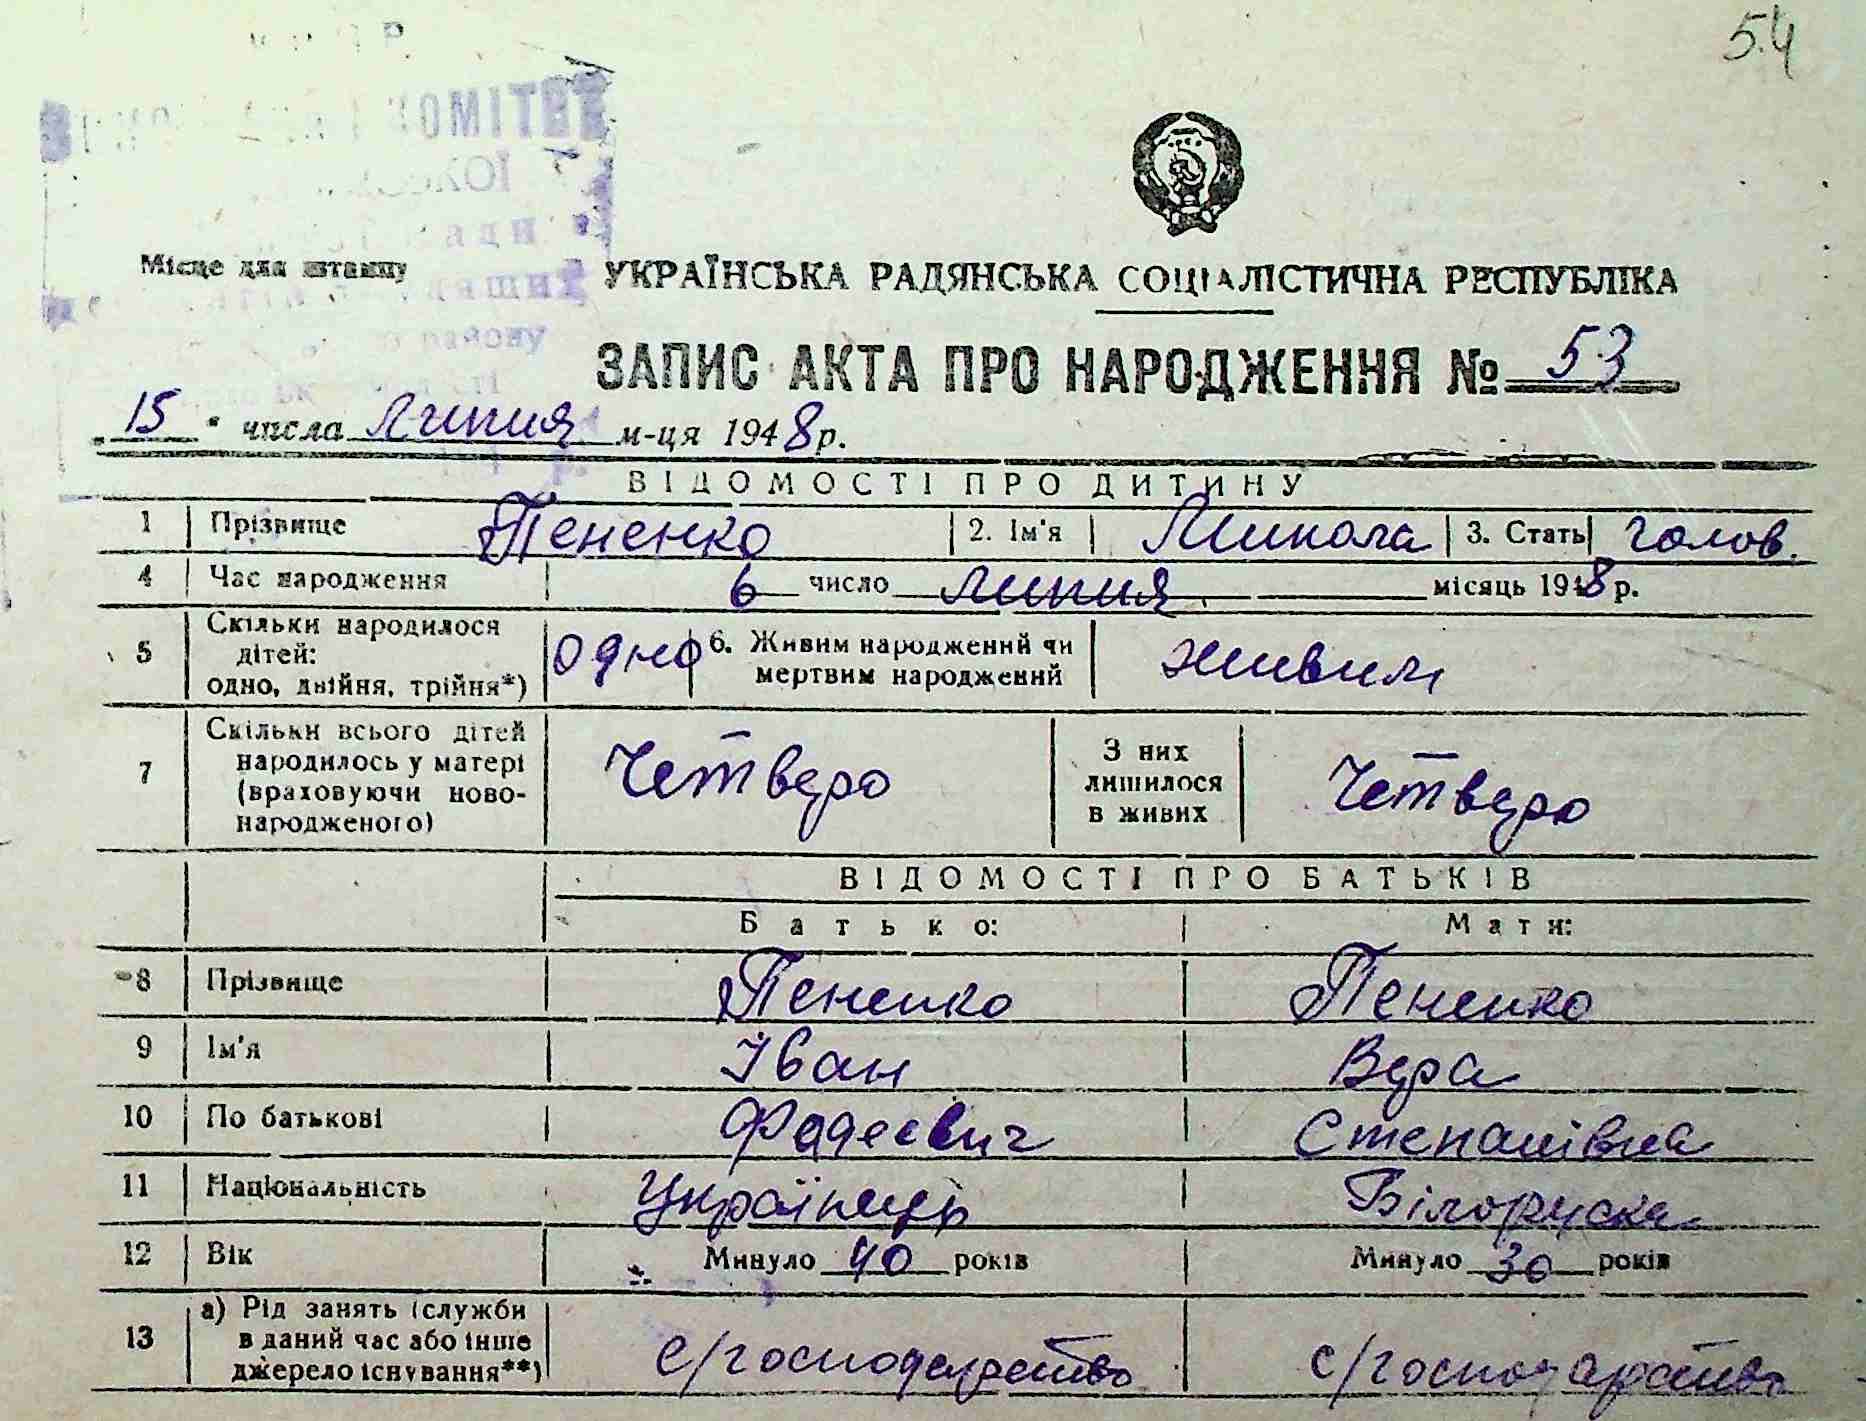 54
КОМІТЕТ
ради
району
Місце для штампу
УКРАЇНСЬКА РАДЯНСЬКА СОЦІАЛІСТИЧНА РЕСПУБЛІКА
ЗАПИС АКТА ПРО НАРОДЖЕННЯ № 53
„15" числа липня м-ця 1948 р.
ВІДОМОСТІ ПРО ДИТИНУ
1 Прізвище Пененко 2. Ім'я Микола 3. Стать чолов.
4 Час народження 6 число липня місяць 1948 р.
5 Скільки народилося дітей: одно, двійня, трійня*) одно 6. Живим народжений чи мертвим народжений живим
7 Скільки всього дітей народилось у матері (враховуючи новонародженого) Четверо З них лишилося в живих Четверо
ВІДОМОСТІ ПРО БАТЬКІВ
Батько: Мати:
8 Прізвище Пененко Пененко
9 Ім'я Іван Вера
10 По батькові Фадеєвич Степанівна
11 Національність Українець Білоруска
12 Вік Минуло 40 років Минуло 30 років
13 а) Рід занять (служби в даний час або інше джерело існування**) с/господарство с/господарство